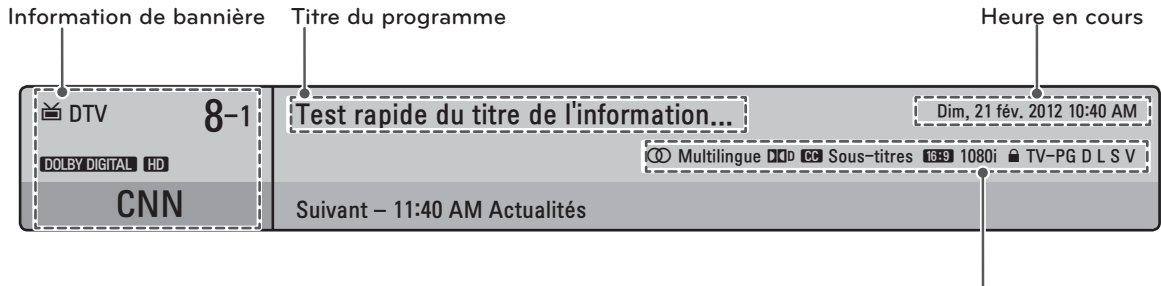 Information de bannière
Titre du programme
Heure en cours
DTV 8-1
Test rapide du titre de l'information...
Dim, 21 fév. 2012 10:40 AM
DOLBY DIGITAL HD
Multilingue D CC Sous-titres 16:9 1080i TV-PG D L S V
CNN
Suivant – 11:40 AM Actualités